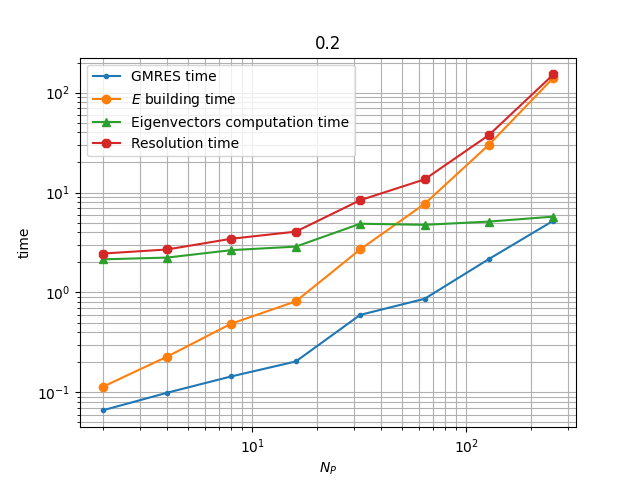 0.2
GMRES time
E building time
Eigenvectors computation time
Resolution time
time
10²
10¹
10⁰
10⁻¹
10¹
10²
N_P